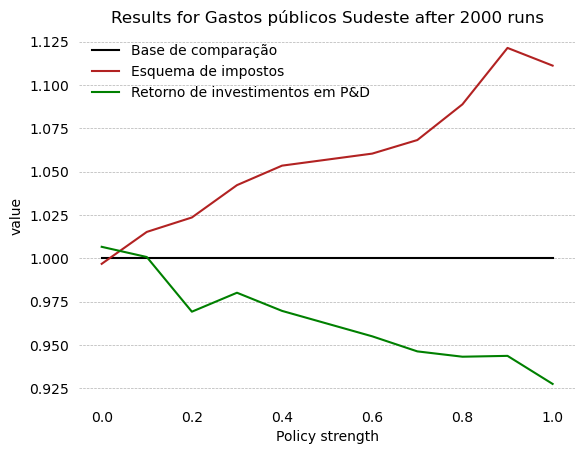 Results for Gastos públicos Sudeste after 2000 runs
Base de comparação
Esquema de impostos
Retorno de investimentos em P&D
value
1.125
1.100
1.075
1.050
1.025
1.000
0.975
0.950
0.925
0.0 0.2 0.4 0.6 0.8 1.0
Policy strength